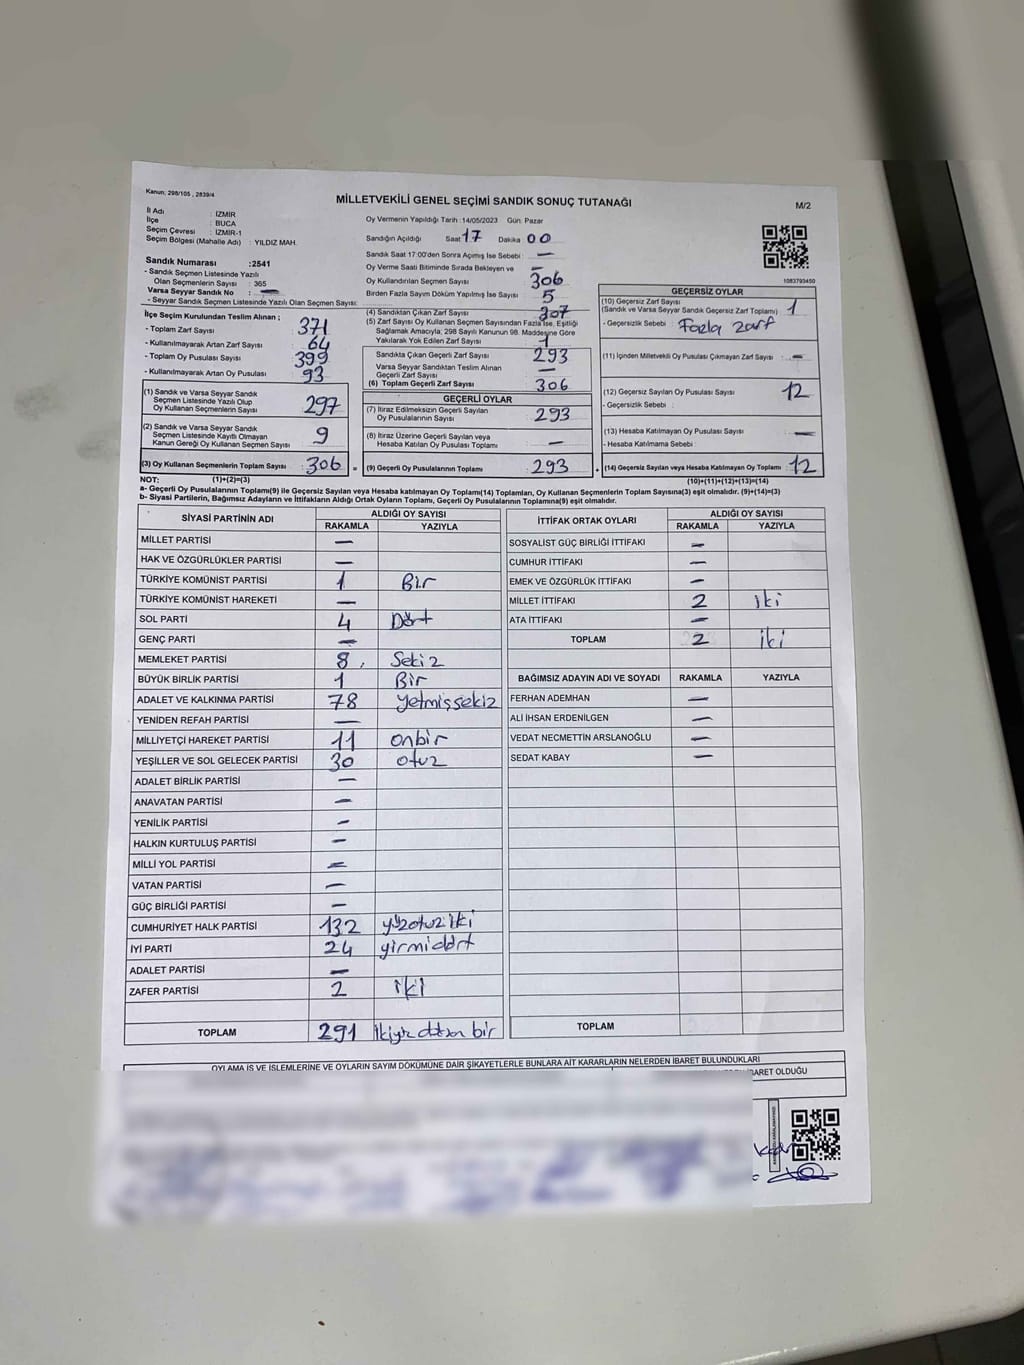 Kanun: 298/105 , 2839/4
MİLLETVEKİLİ GENEL SEÇİMİ SANDIK SONUÇ TUTANAĞI
M/2
İl Adı : İZMİR
İlçe : BUCA
Seçim Çevresi : İZMİR-1
Seçim Bölgesi (Mahalle Adı) : YILDIZ MAH.
Sandık Numarası :2541
- Sandık Seçmen Listesinde Yazılı
Olan Seçmenlerin Sayısı : 365
Varsa Seyyar Sandık No : —
- Seyyar Sandık Seçmen Listesinde Yazılı Olan Seçmen Sayısı:
Oy Vermenin Yapıldığı Tarih :14/05/2023 Gün: Pazar
Sandığın Açıldığı Saat 17 Dakika 00
Sandık Saat 17:00'den Sonra Açılmış İse Sebebi : —
Oy Verme Saati Bitiminde Sırada Bekleyen ve —
Oy Kullandırılan Seçmen Sayısı 306
Birden Fazla Sayım Döküm Yapılmış İse Sayısı 5
1083793450
İlçe Seçim Kurulundan Teslim Alınan ;
- Toplam Zarf Sayısı 371
- Kullanılmayarak Artan Zarf Sayısı 64
- Toplam Oy Pusulası Sayısı 399
- Kullanılmayarak Artan Oy Pusulası 93
(1) Sandık ve Varsa Seyyar Sandık
Seçmen Listesinde Yazılı Olup
Oy Kullanan Seçmenlerin Sayısı 297
(2) Sandık ve Varsa Seyyar Sandık
Seçmen Listesinde Kayıtlı Olmayan
Kanun Gereği Oy Kullanan Seçmen Sayısı 9
(3) Oy Kullanan Seçmenlerin Toplam Sayısı 306
(4) Sandıktan Çıkan Zarf Sayısı 307
(5) Zarf Sayısı Oy Kullanan Seçmen Sayısından Fazla İse, Eşitliği
Sağlamak Amacıyla, 298 Sayılı Kanunun 98. Maddesine Göre
Yakılarak Yok Edilen Zarf Sayısı 1
Sandıkta Çıkan Geçerli Zarf Sayısı 293
Varsa Seyyar Sandıktan Teslim Alınan
Geçerli Zarf Sayısı —
(6) Toplam Geçerli Zarf Sayısı 306
GEÇERLİ OYLAR
(7) İtiraz Edilmeksizin Geçerli Sayılan
Oy Pusulalarının Sayısı 293
(8) İtiraz Üzerine Geçerli Sayılan veya
Hesaba Katılan Oy Pusulası Toplamı —
= (9) Geçerli Oy Pusulalarının Toplamı 293
GEÇERSİZ OYLAR
(10) Geçersiz Zarf Sayısı
(Sandık ve Varsa Seyyar Sandık Geçersiz Zarf Toplamı) 1
- Geçersizlik Sebebi : Fazla zarf
(11) İçinden Milletvekili Oy Pusulası Çıkmayan Zarf Sayısı : —
(12) Geçersiz Sayılan Oy Pusulası Sayısı : 12
- Geçersizlik Sebebi :
(13) Hesaba Katılmayan Oy Pusulası Sayısı : —
- Hesaba Katılmama Sebebi :
+ (14) Geçersiz Sayılan veya Hesaba Katılmayan Oy Toplamı : 12
NOT: (1)+(2)=(3) (10)+(11)+(12)+(13)=(14)
a- Geçerli Oy Pusulalarının Toplamı(9) ile Geçersiz Sayılan veya Hesaba katılmayan Oy Toplamı(14) Toplamları, Oy Kullanan Seçmenlerin Toplam Sayısına(3) eşit olmalıdır. (9)+(14)=(3)
b- Siyasi Partilerin, Bağımsız Adayların ve İttifakların Aldığı Ortak Oyların Toplamı, Geçerli Oy Pusulalarının Toplamına(9) eşit olmalıdır.
SİYASİ PARTİNİN ADI ALDIĞI OY SAYISI
RAKAMLA YAZIYLA
MİLLET PARTİSİ —
HAK VE ÖZGÜRLÜKLER PARTİSİ —
TÜRKİYE KOMÜNİST PARTİSİ 1 Bir
TÜRKİYE KOMÜNİST HAREKETİ —
SOL PARTİ 4 Dört
GENÇ PARTİ —
MEMLEKET PARTİSİ 8 Sekiz
BÜYÜK BİRLİK PARTİSİ 1 Bir
ADALET VE KALKINMA PARTİSİ 78 yetmişsekiz
YENİDEN REFAH PARTİSİ —
MİLLİYETÇİ HAREKET PARTİSİ 11 onbir
YEŞİLLER VE SOL GELECEK PARTİSİ 30 otuz
ADALET BİRLİK PARTİSİ —
ANAVATAN PARTİSİ —
YENİLİK PARTİSİ —
HALKIN KURTULUŞ PARTİSİ —
MİLLİ YOL PARTİSİ —
VATAN PARTİSİ —
GÜÇ BİRLİĞİ PARTİSİ —
CUMHURİYET HALK PARTİSİ 132 yüzotuziki
İYİ PARTİ 24 yirmidört
ADALET PARTİSİ —
ZAFER PARTİSİ 2 iki
TOPLAM 291 ikiyüz doksan bir
İTTİFAK ORTAK OYLARI ALDIĞI OY SAYISI
RAKAMLA YAZIYLA
SOSYALİST GÜÇ BİRLİĞİ İTTİFAKI —
CUMHUR İTTİFAKI —
EMEK VE ÖZGÜRLÜK İTTİFAKI —
MİLLET İTTİFAKI 2 iki
ATA İTTİFAKI —
TOPLAM 2 iki
BAĞIMSIZ ADAYIN ADI VE SOYADI RAKAMLA YAZIYLA
FERHAN ADEMHAN —
ALİ İHSAN ERDENİLGEN —
VEDAT NECMETTİN ARSLANOĞLU —
SEDAT KABAY —
TOPLAM
OYLAMA İŞ VE İŞLEMLERİNE VE OYLARIN SAYIM DÖKÜMÜNE DAİR ŞİKAYETLERLE BUNLARA AİT KARARLARIN NELERDEN İBARET BULUNDUKLARI
BARET OLDUĞU